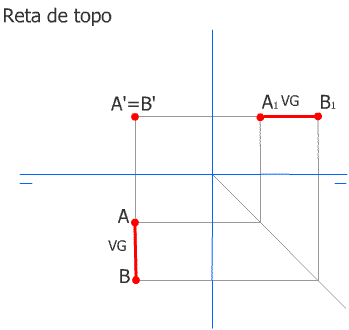 Reta de topo
A'=B'
A1 VG B1
A
VG
B